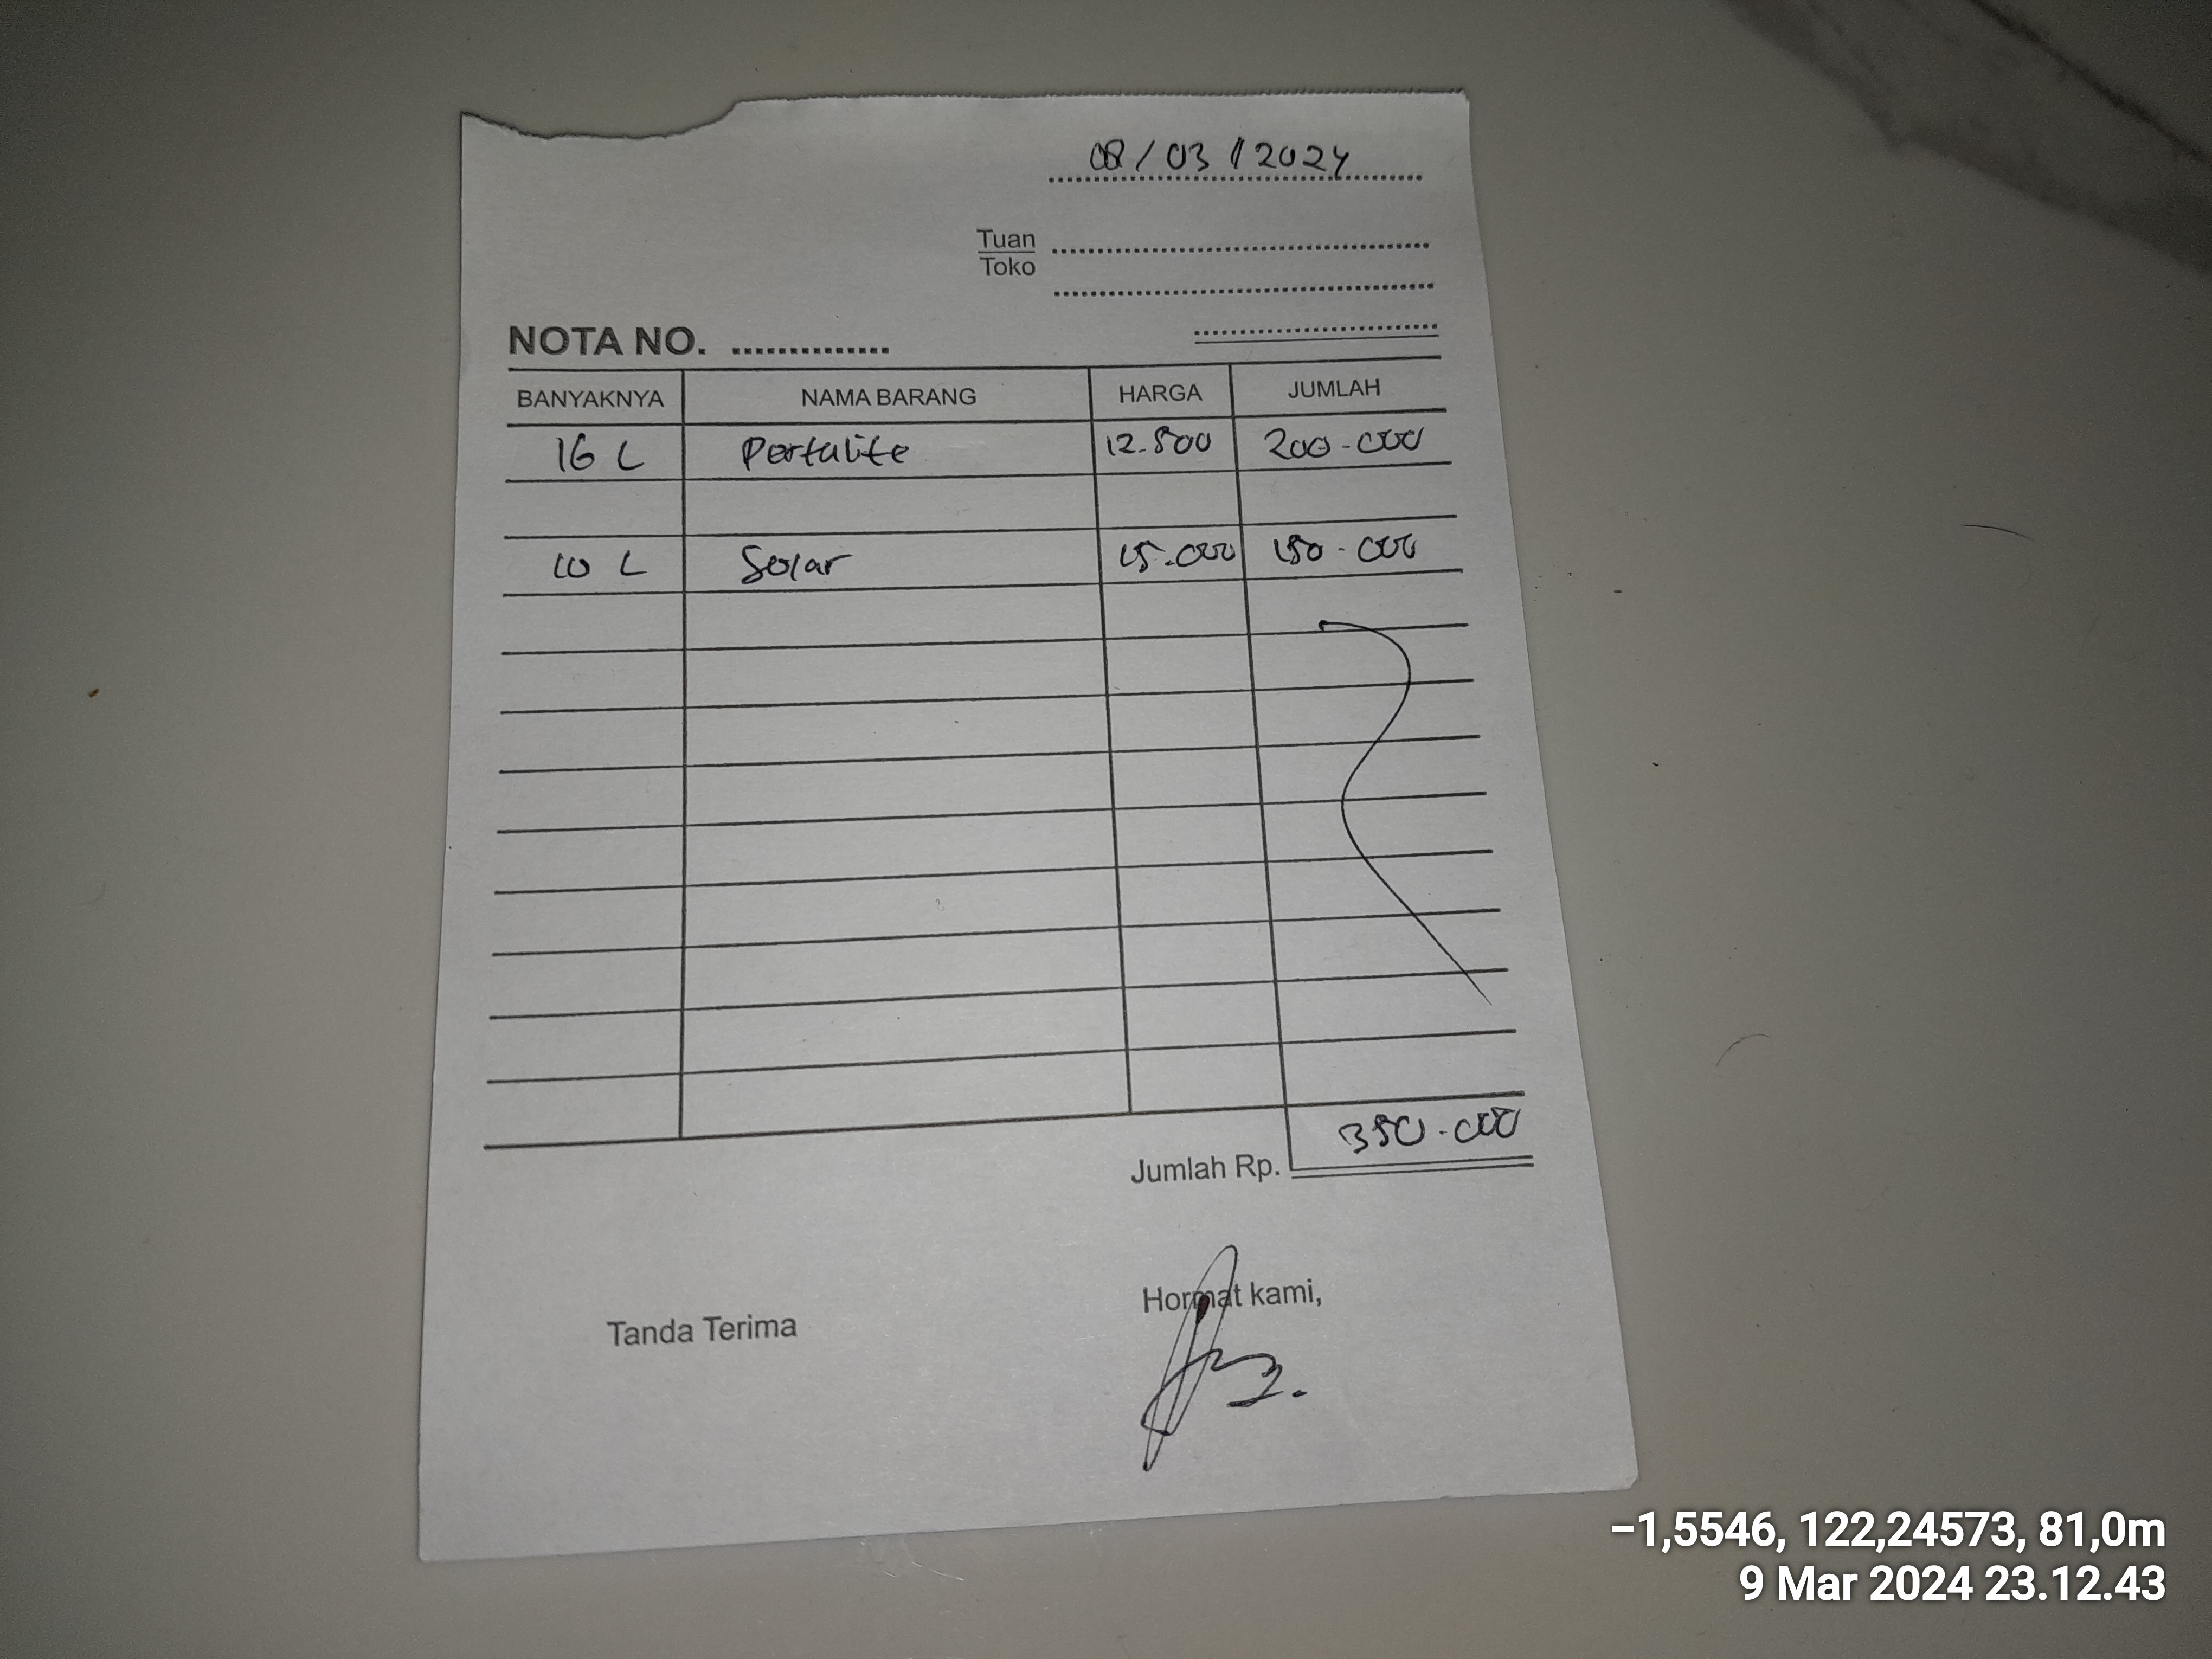 08/03/2024
Tuan
Toko
NOTA NO. ..............
BANYAKNYA NAMA BARANG HARGA JUMLAH
16 L Pertalite 12.500 200.000
10 L Solar 15.000 150.000
Jumlah Rp. 350.000
Tanda Terima Hormat kami,
−1,5546, 122,24573, 81,0m
9 Mar 2024 23.12.43